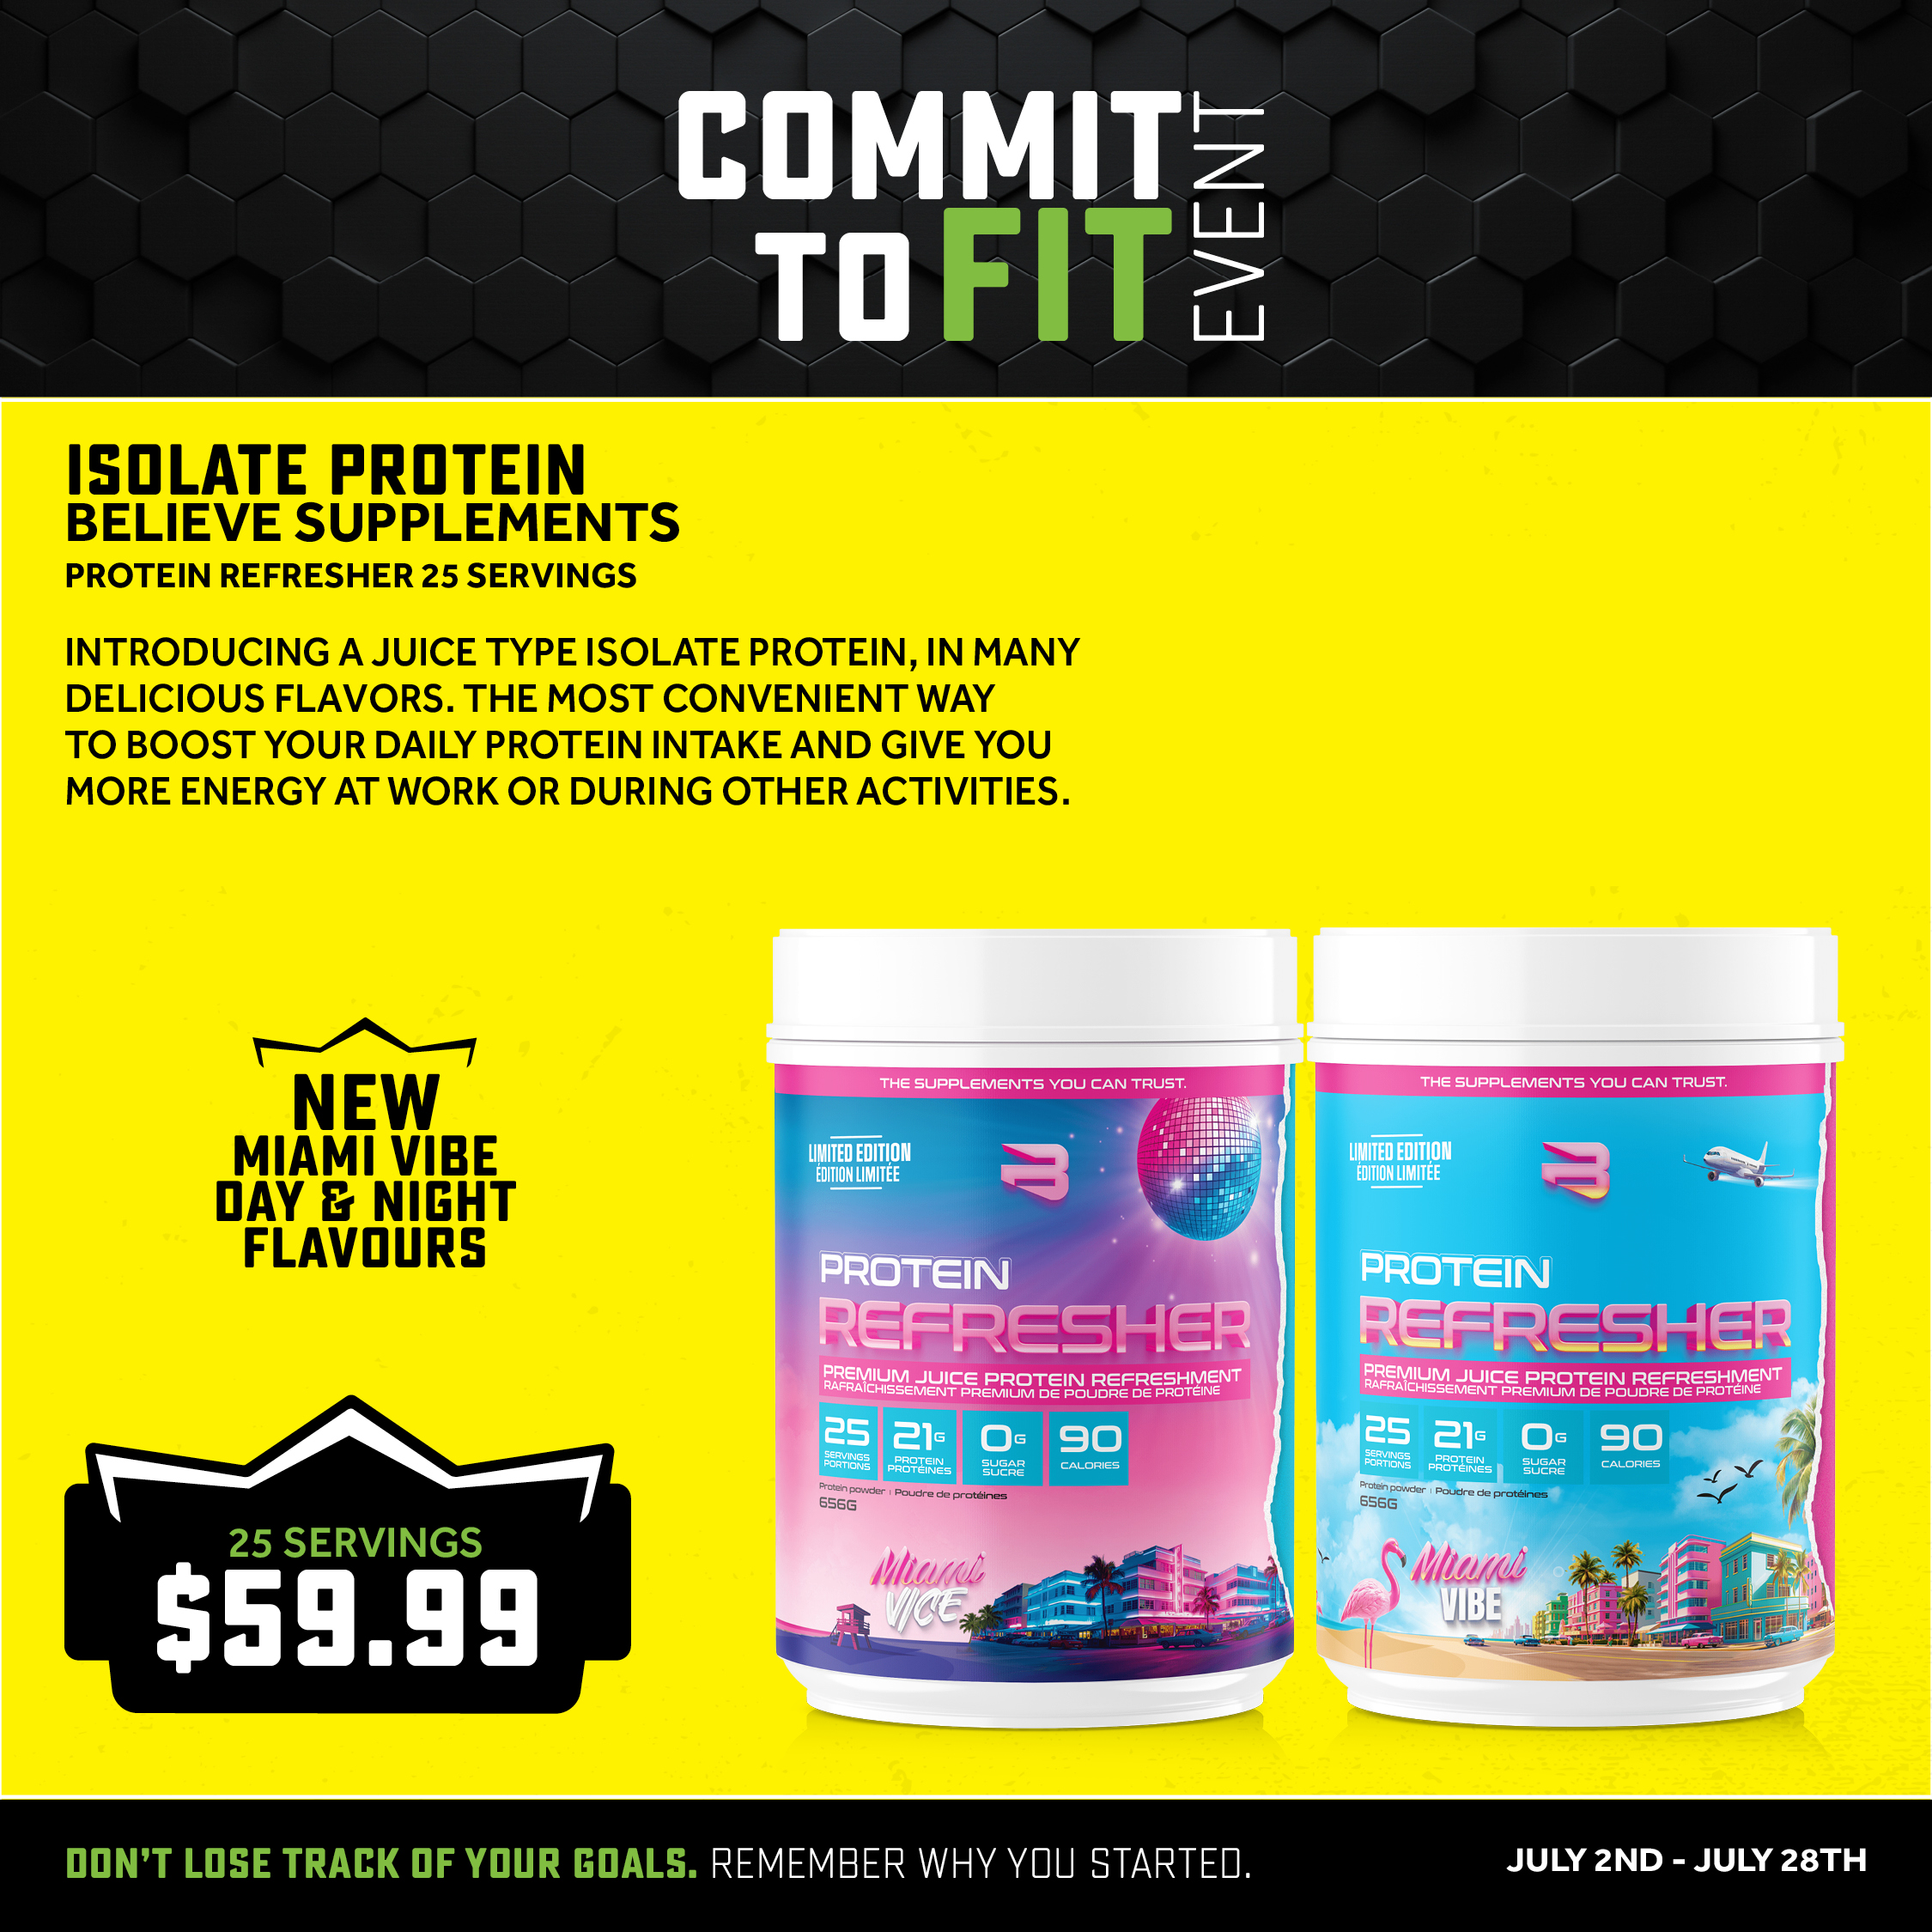 COMMIT
TO FIT
EVENT
ISOLATE PROTEIN
BELIEVE SUPPLEMENTS
PROTEIN REFRESHER 25 SERVINGS
INTRODUCING A JUICE TYPE ISOLATE PROTEIN, IN MANY
DELICIOUS FLAVORS. THE MOST CONVENIENT WAY
TO BOOST YOUR DAILY PROTEIN INTAKE AND GIVE YOU
MORE ENERGY AT WORK OR DURING OTHER ACTIVITIES.
NEW
MIAMI VIBE
DAY & NIGHT
FLAVOURS
25 SERVINGS
$59.99
THE SUPPLEMENTS YOU CAN TRUST.
LIMITED EDITION
ÉDITION LIMITÉE
B
PROTEIN
REFRESHER
PREMIUM JUICE PROTEIN REFRESHMENT
RAFRAÎCHISSEMENT PREMIUM DE POUDRE DE PROTÉINE
25 SERVINGS PORTIONS
21G PROTEIN PROTÉINES
0G SUGAR SUCRE
90 CALORIES
Protein powder | Poudre de protéines
656G
Miami
VICE
THE SUPPLEMENTS YOU CAN TRUST.
LIMITED EDITION
ÉDITION LIMITÉE
B
PROTEIN
REFRESHER
PREMIUM JUICE PROTEIN REFRESHMENT
RAFRAÎCHISSEMENT PREMIUM DE POUDRE DE PROTÉINE
25 SERVINGS PORTIONS
21G PROTEIN PROTÉINES
0G SUGAR SUCRE
90 CALORIES
Protein powder | Poudre de protéines
656G
Miami
VIBE
DON'T LOSE TRACK OF YOUR GOALS. REMEMBER WHY YOU STARTED.
JULY 2ND - JULY 28TH